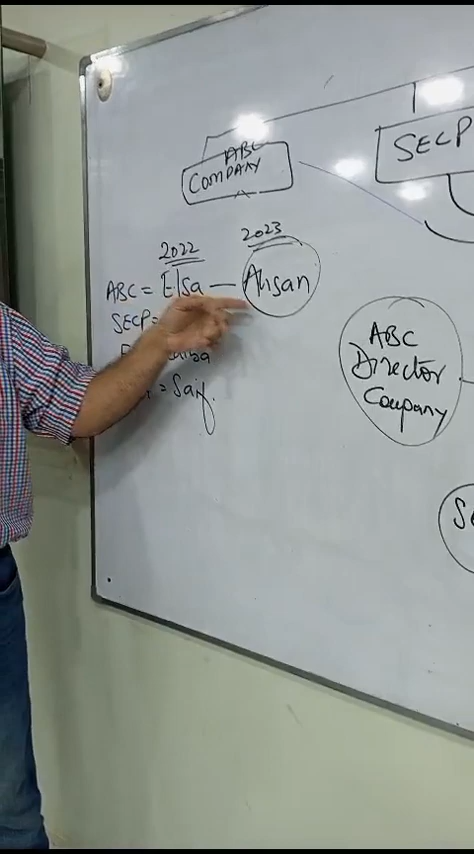 ABC
COMPANY
SECP
2022
2023
ABC = Elsa — Ahsan
SECP =
= Saif
ABC
Director
Company